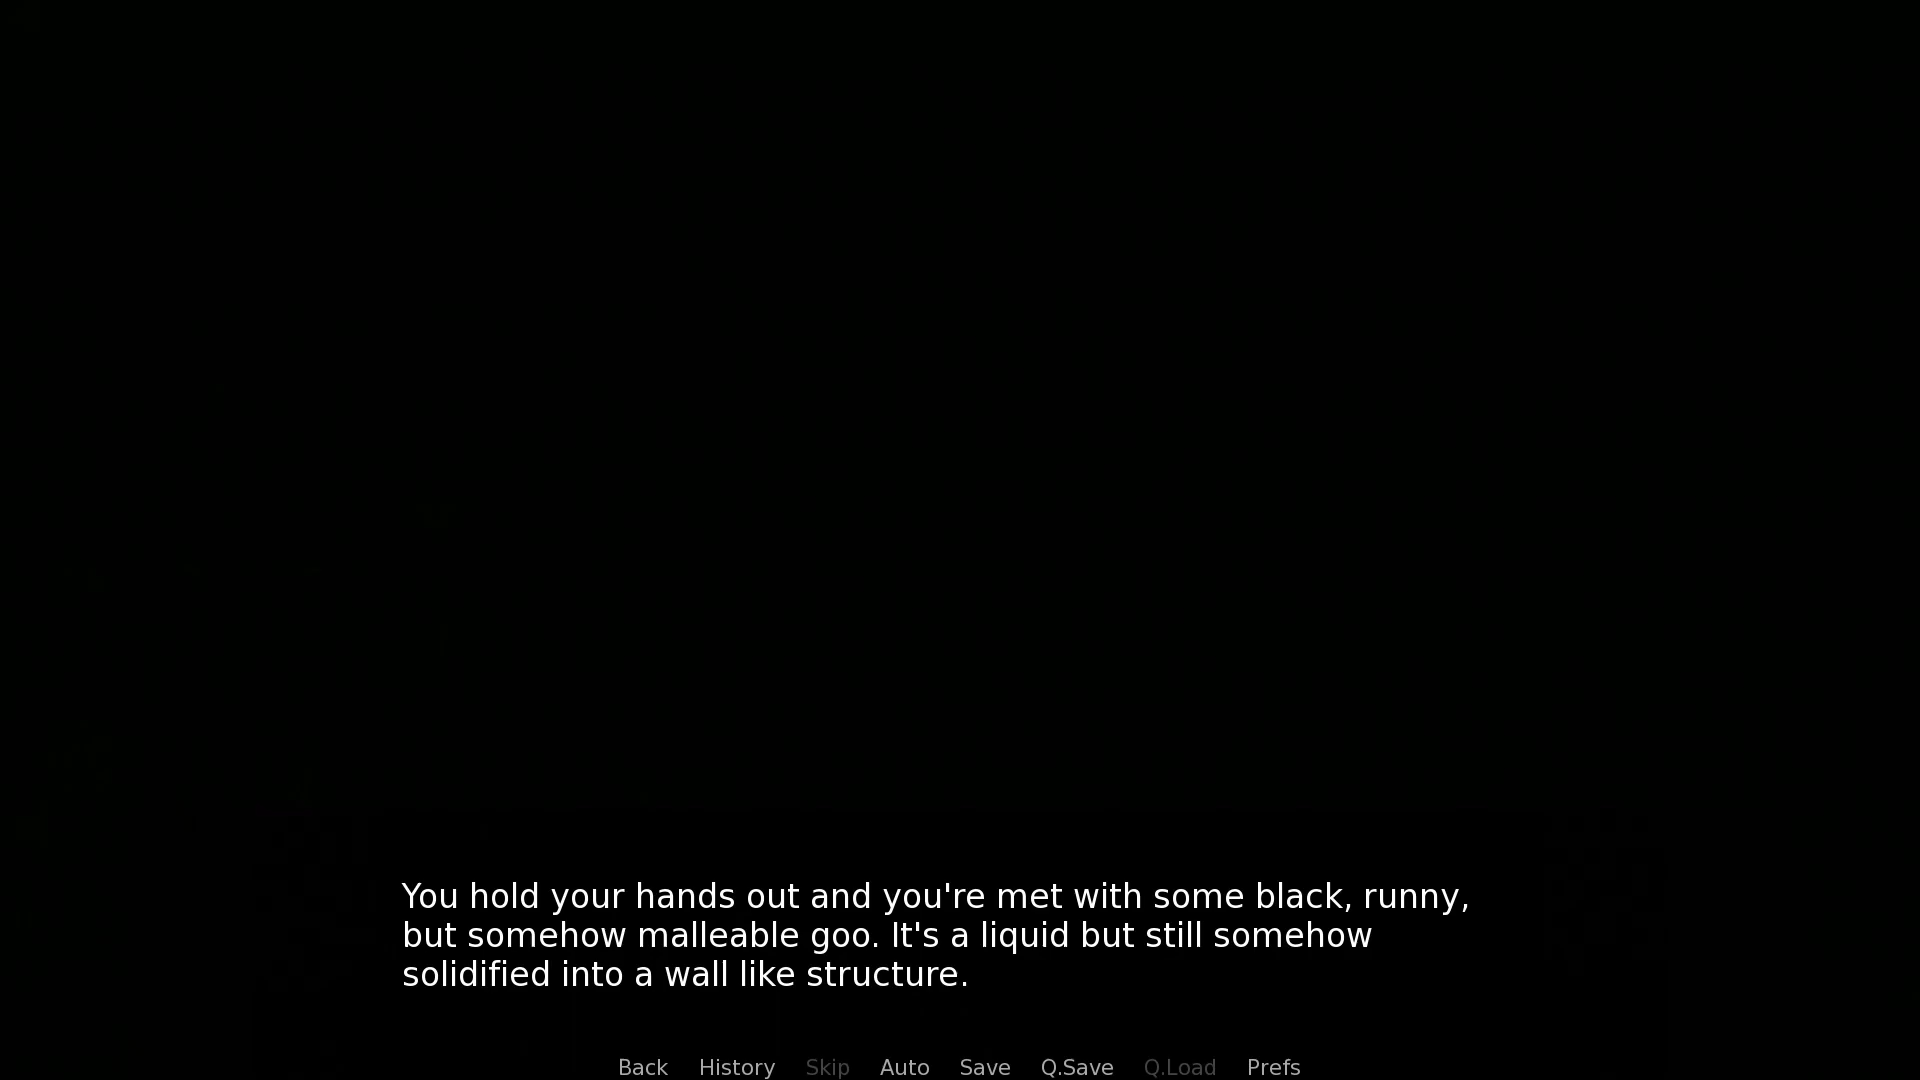 You hold your hands out and you're met with some black, runny,
but somehow malleable goo. It's a liquid but still somehow
solidified into a wall like structure.
Back History Skip Auto Save Q.Save Q.Load Prefs